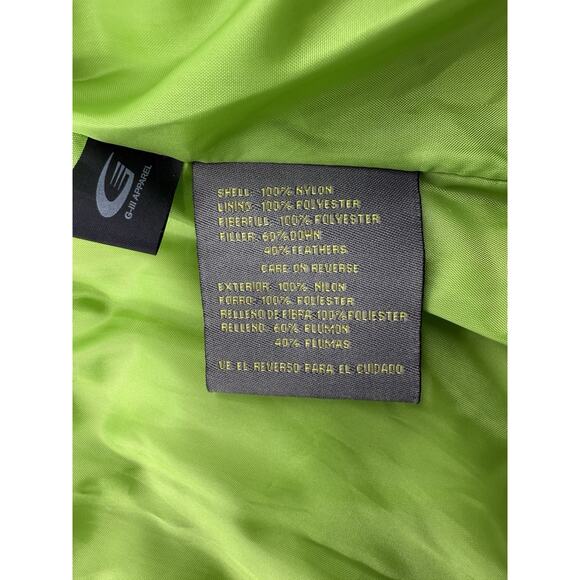 G-III APPAREL
SHELL: 100% NYLON
LINING: 100% POLYESTER
FIBERFILL: 100% POLYESTER
FILLER: 60% DOWN
40% FEATHERS
CARE ON REVERSE
EXTERIOR: 100% NILON
FORRO: 100% POLIESTER
RELLENO DE FIBRA: 100% POLIESTER
RELLENO: 60% PLUMON
40% PLUMAS
VE EL REVERSO PARA EL CUIDADO